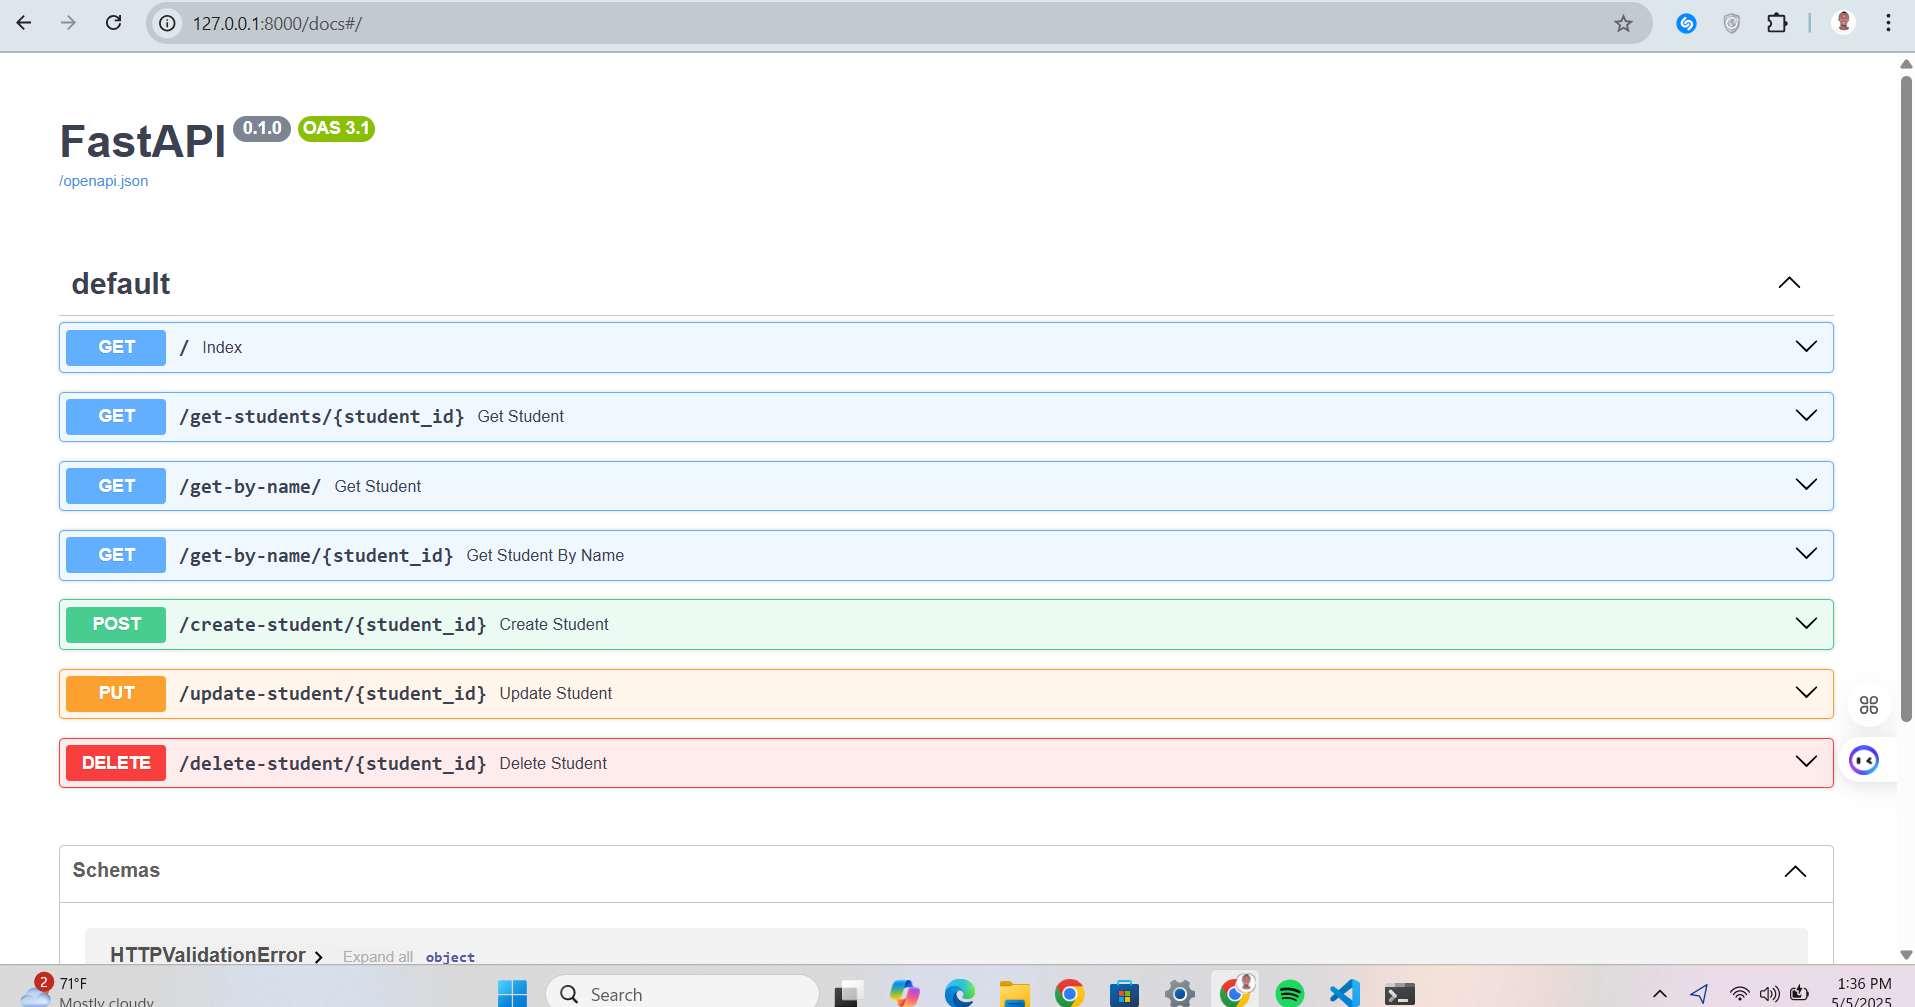 127.0.0.1:8000/docs#/
FastAPI 0.1.0 OAS 3.1
/openapi.json
default
GET / Index
GET /get-students/{student_id} Get Student
GET /get-by-name/ Get Student
GET /get-by-name/{student_id} Get Student By Name
POST /create-student/{student_id} Create Student
PUT /update-student/{student_id} Update Student
DELETE /delete-student/{student_id} Delete Student
Schemas
HTTPValidationError Expand all object
2 71°F
Mostly cloudy
Search
1:36 PM
5/5/2025